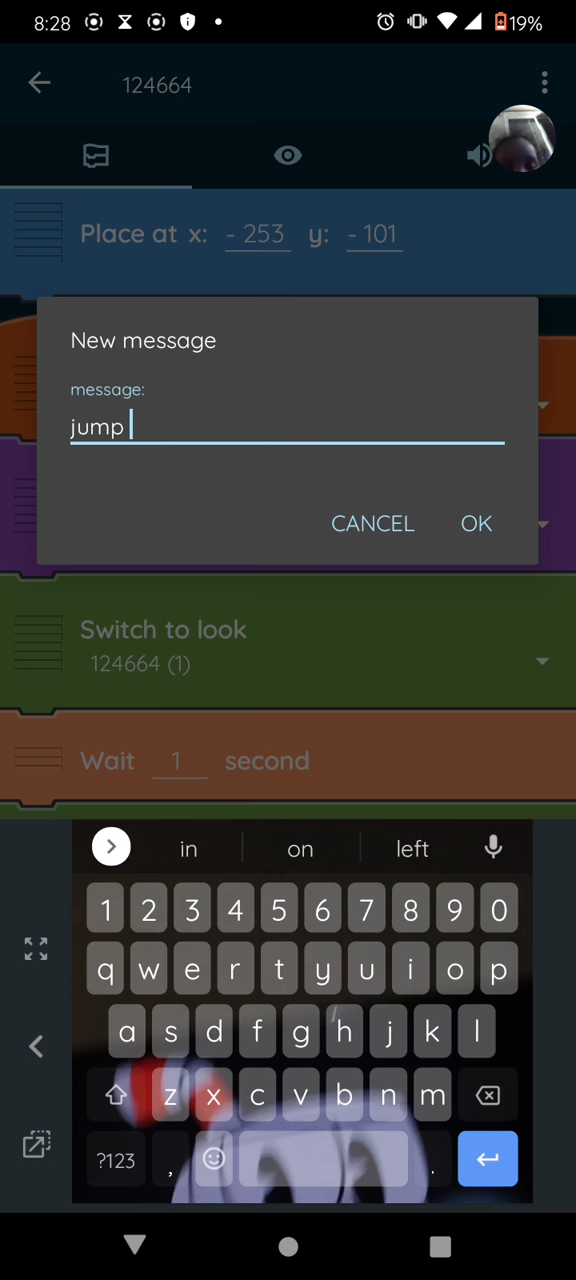 8:28 19%
124664
Place at x: - 253 y: - 101
New message
message:
jump
CANCEL OK
Switch to look
124664 (1)
Wait 1 second
in on left
1 2 3 4 5 6 7 8 9 0
q w e r t y u i o p
a s d f g h j k l
z x c v b n m
?123 , .